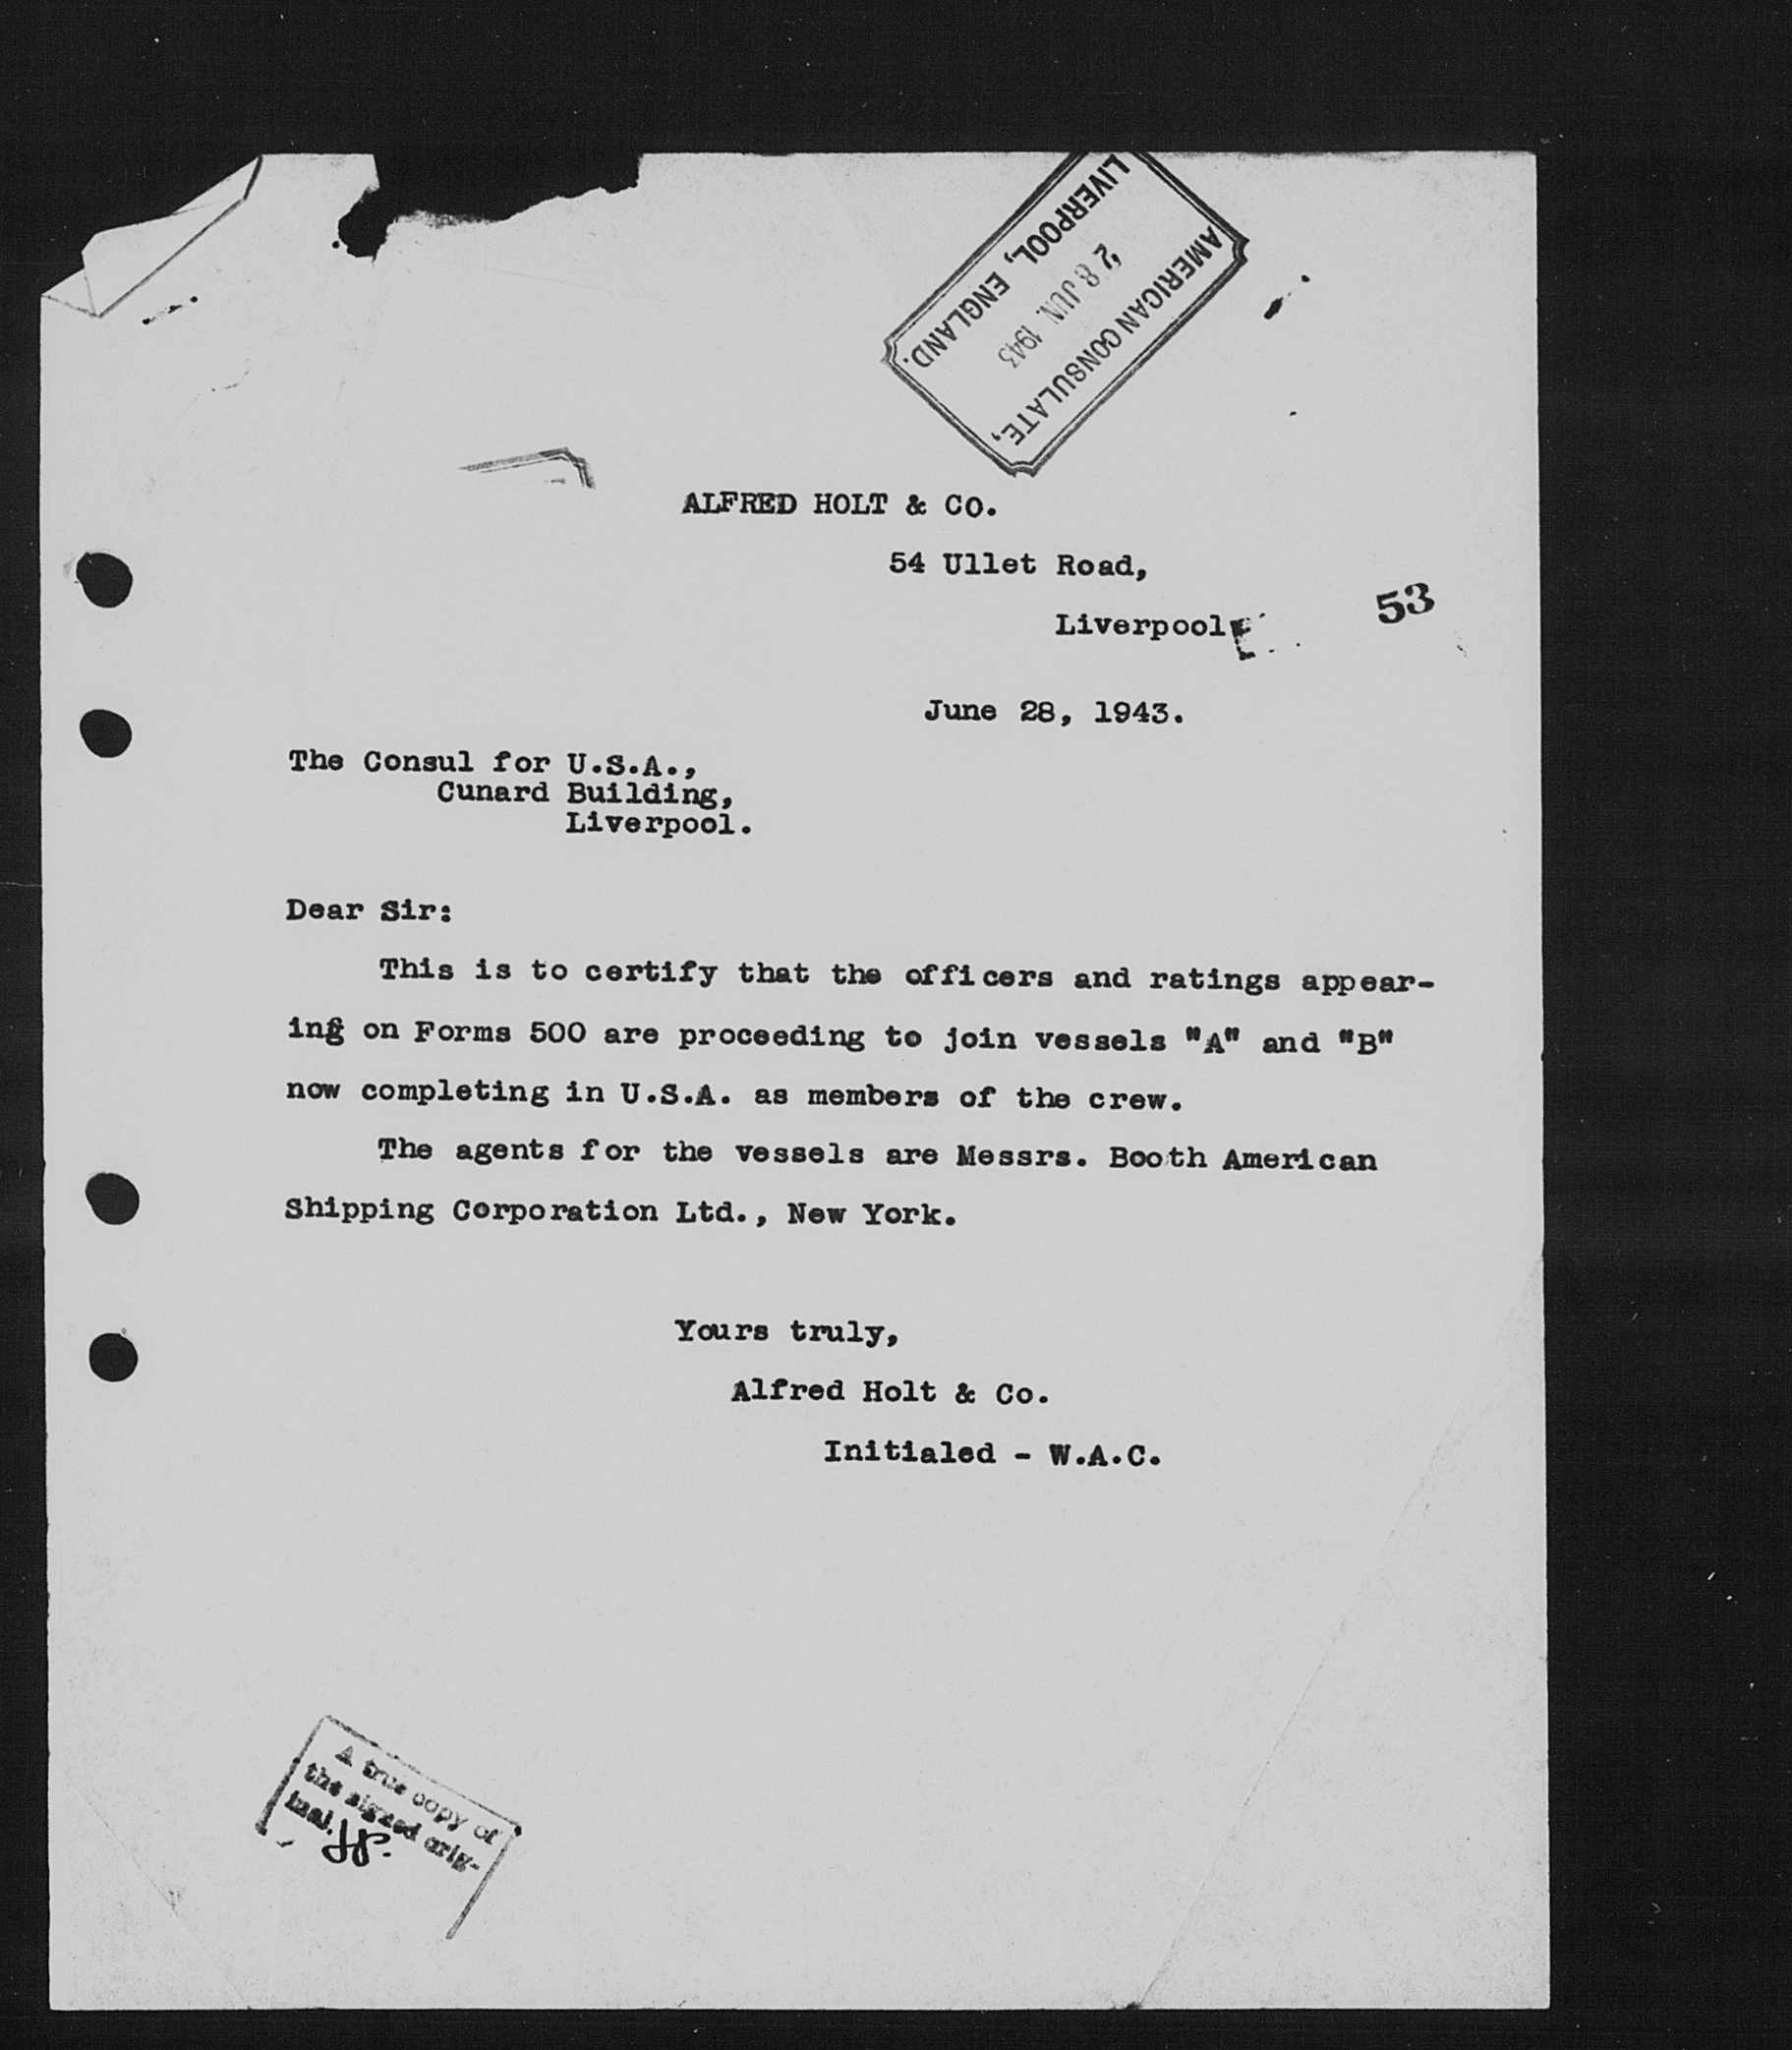 AMERICAN CONSULATE,
28 JUN. 1943
LIVERPOOL, ENGLAND.
ALFRED HOLT & CO.
54 Ullet Road,
Liverpool
53
June 28, 1943.
The Consul for U.S.A.,
Cunard Building,
Liverpool.
Dear Sir:
This is to certify that the officers and ratings appear-
ing on Forms 500 are proceeding to join vessels "A" and "B"
now completing in U.S.A. as members of the crew.
The agents for the vessels are Messrs. Booth American
Shipping Corporation Ltd., New York.
Yours truly,
Alfred Holt & Co.
Initialed - W.A.C.
A true copy of
the signed orig-
inal.